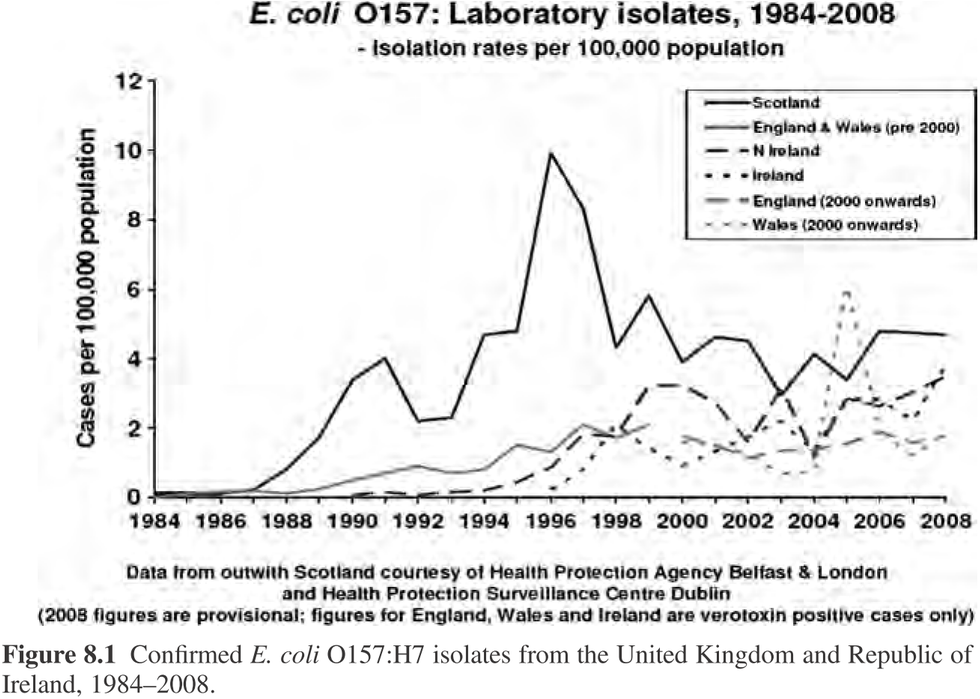 E. coli O157: Laboratory isolates, 1984-2008
- Isolation rates per 100,000 population
12
10
8
6
4
2
0
Cases per 100,000 population
Scotland
England & Wales (pre 2000)
N Ireland
Ireland
England (2000 onwards)
Wales (2000 onwards)
1984 1986 1988 1990 1992 1994 1996 1998 2000 2002 2004 2006 2008
Data from outwith Scotland courtesy of Health Protection Agency Belfast & London
and Health Protection Surveillance Centre Dublin
(2008 figures are provisional; figures for England, Wales and Ireland are verotoxin positive cases only)
Figure 8.1 Confirmed E. coli O157:H7 isolates from the United Kingdom and Republic of
Ireland, 1984–2008.